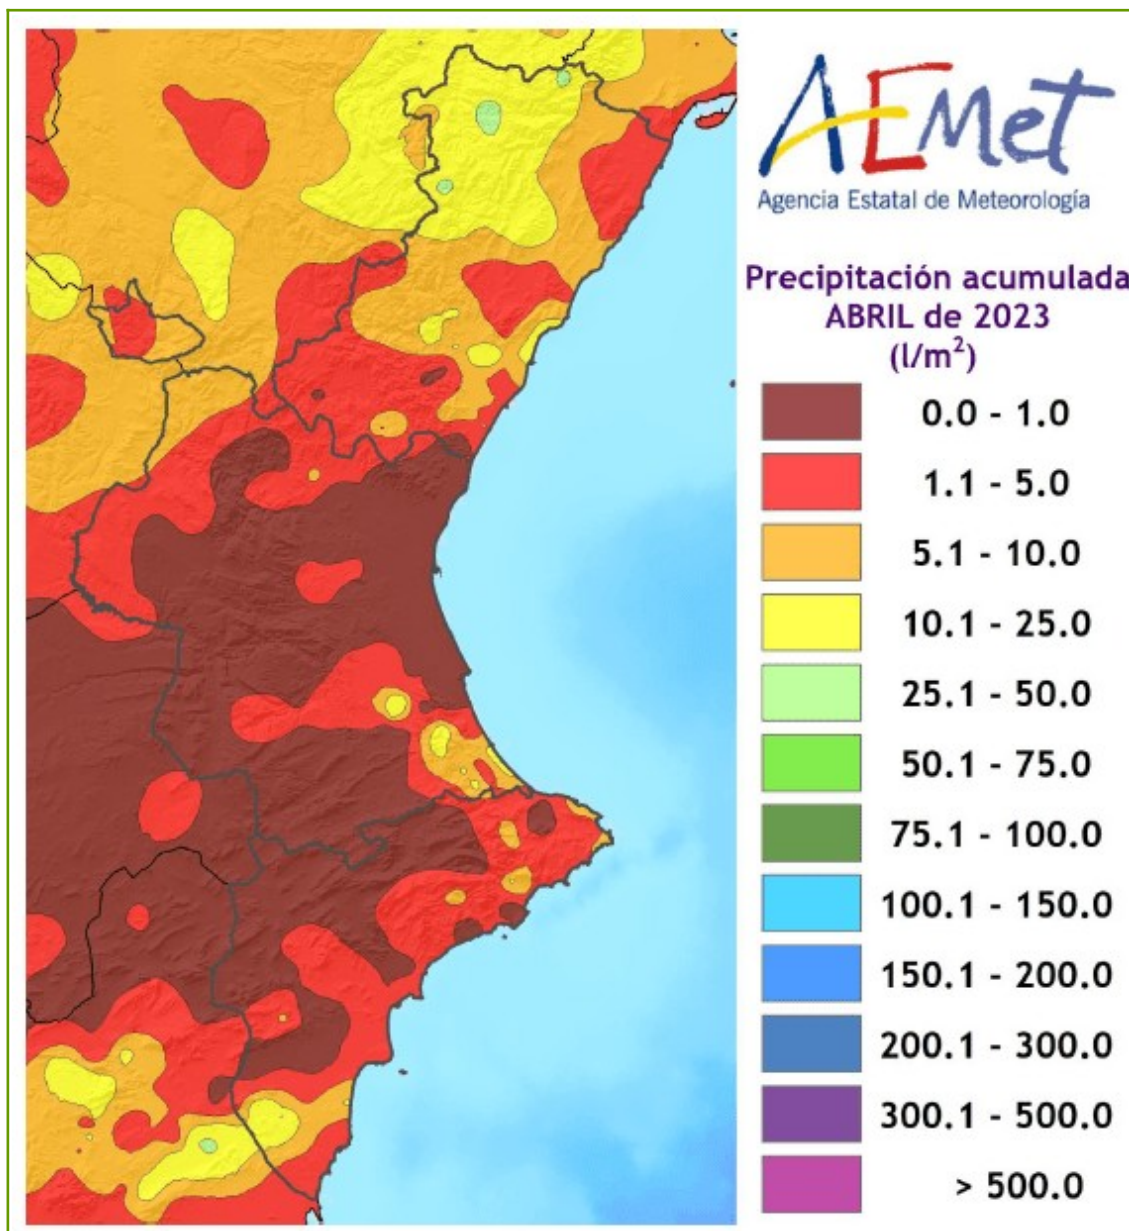 AEMet
Agencia Estatal de Meteorología
Precipitación acumulada
ABRIL de 2023
(l/m²)
0.0 - 1.0
1.1 - 5.0
5.1 - 10.0
10.1 - 25.0
25.1 - 50.0
50.1 - 75.0
75.1 - 100.0
100.1 - 150.0
150.1 - 200.0
200.1 - 300.0
300.1 - 500.0
> 500.0